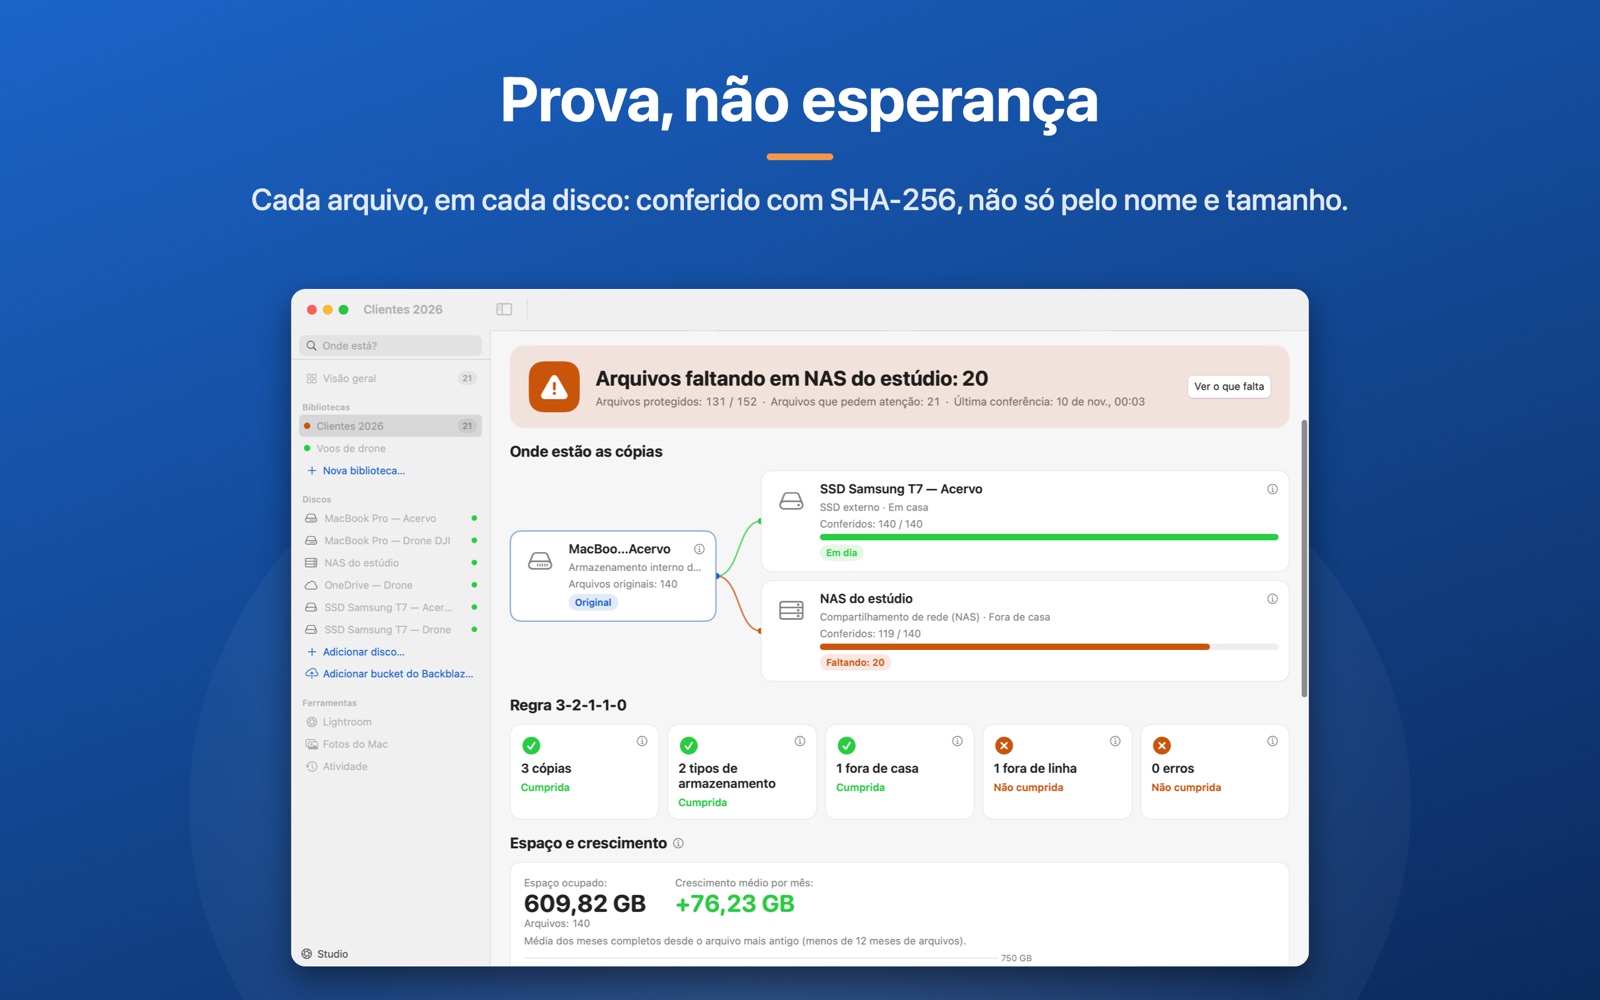 Prova, não esperança
Cada arquivo, em cada disco: conferido com SHA-256, não só pelo nome e tamanho.
Clientes 2026
Onde está?
Visão geral 21
Bibliotecas
Clientes 2026 21
Voos de drone
+ Nova biblioteca...
Discos
MacBook Pro — Acervo
MacBook Pro — Drone DJI
NAS do estúdio
OneDrive — Drone
SSD Samsung T7 — Acer...
SSD Samsung T7 — Drone
+ Adicionar disco...
Adicionar bucket do Backblaz...
Ferramentas
Lightroom
Fotos do Mac
Atividade
Studio
Arquivos faltando em NAS do estúdio: 20
Arquivos protegidos: 131 / 152 · Arquivos que pedem atenção: 21 · Última conferência: 10 de nov., 00:03
Ver o que falta
Onde estão as cópias
MacBoo...Acervo
Armazenamento interno d...
Arquivos originais: 140
Original
SSD Samsung T7 — Acervo
SSD externo · Em casa
Conferidos: 140 / 140
Em dia
NAS do estúdio
Compartilhamento de rede (NAS) · Fora de casa
Conferidos: 119 / 140
Faltando: 20
Regra 3-2-1-1-0
3 cópias
Cumprida
2 tipos de
armazenamento
Cumprida
1 fora de casa
Cumprida
1 fora de linha
Não cumprida
0 erros
Não cumprida
Espaço e crescimento
Espaço ocupado:
609,82 GB
Arquivos: 140
Crescimento médio por mês:
+76,23 GB
Média dos meses completos desde o arquivo mais antigo (menos de 12 meses de arquivos).
750 GB